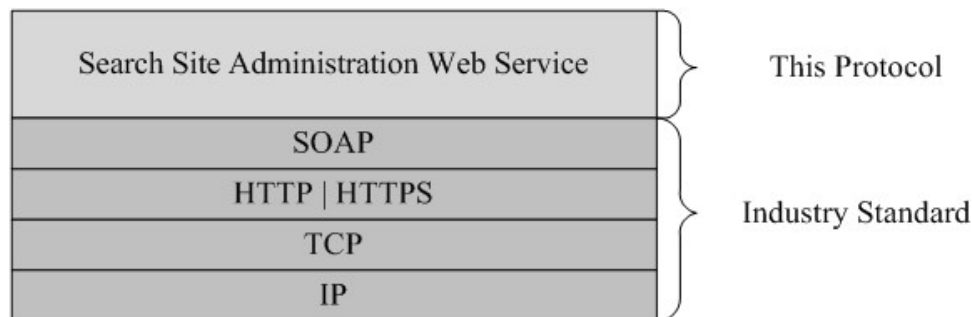 Search Site Administration Web Service
This Protocol
SOAP
HTTP | HTTPS
TCP
IP
Industry Standard